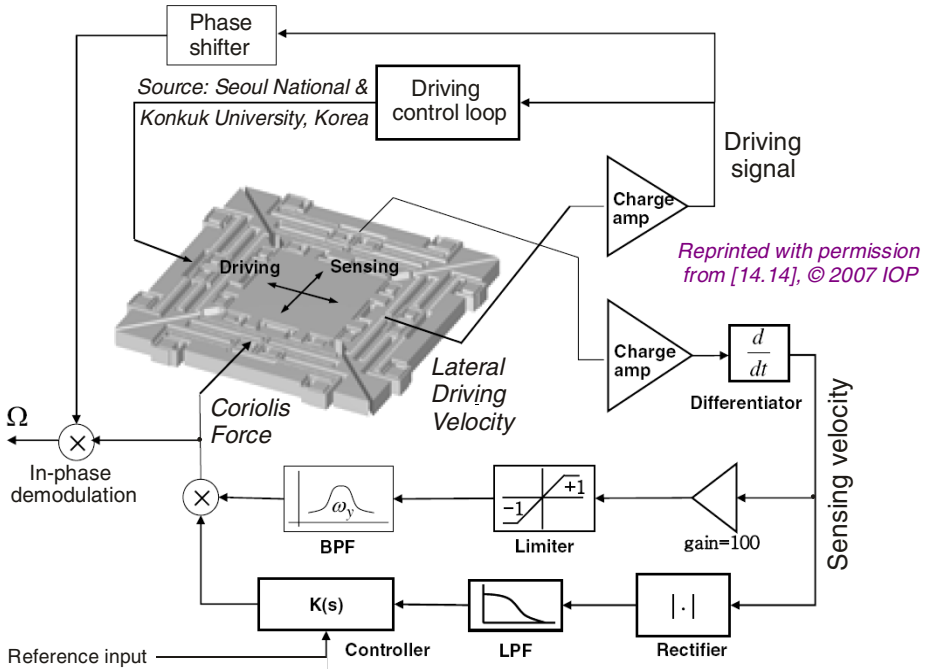 Phase
shifter
Source: Seoul National &
Konkuk University, Korea
Driving
control loop
Driving
signal
Charge
amp
Reprinted with permission
from [14.14], © 2007 IOP
Driving
Sensing
Charge
amp
d
dt
Differentiator
Lateral
Driving
Velocity
Coriolis
Force
Ω
×
In-phase
demodulation
×
ωy
BPF
+1
−1
Limiter
gain=100
Sensing velocity
K(s)
Controller
LPF
|·|
Rectifier
Reference input